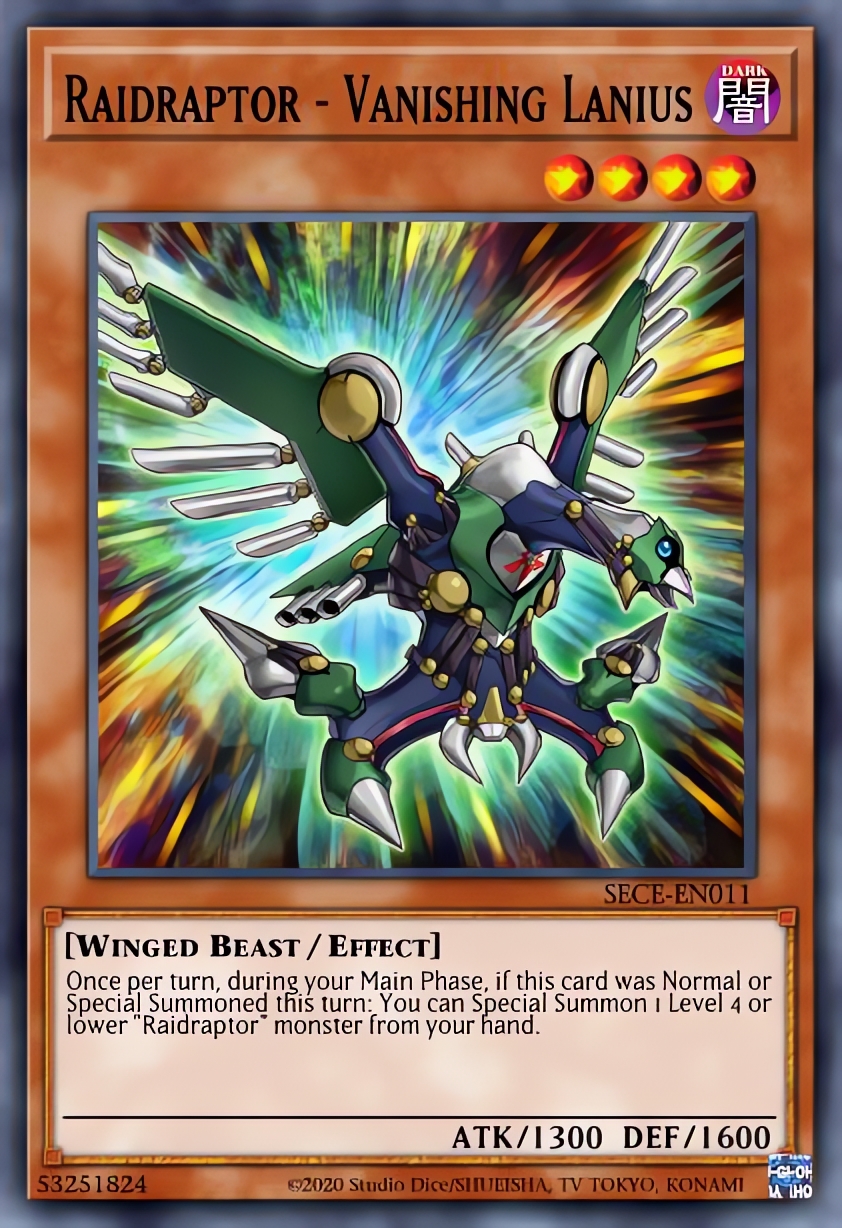 Raidraptor - Vanishing Lanius
DARK
闇
SECE-EN011
[Winged Beast / Effect]
Once per turn, during your Main Phase, if this card was Normal or
Special Summoned this turn: You can Special Summon 1 Level 4 or
lower "Raidraptor" monster from your hand.
ATK/1300 DEF/1600
53251824
©2020 Studio Dice/SHUEISHA, TV TOKYO, KONAMI